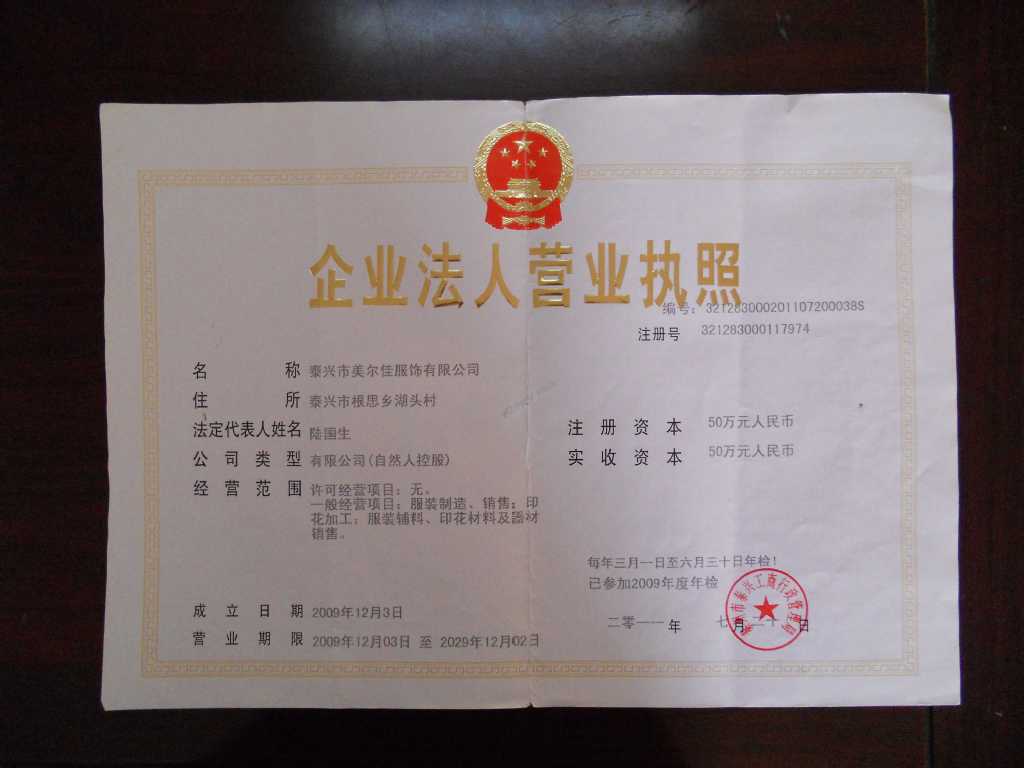 企业法人营业执照
编号: 321283000201107200038S
注册号 321283000117974
名称 泰兴市美尔佳服饰有限公司
住所 泰兴市根思乡湖头村
法定代表人姓名 陆国生
注册资本 50万元人民币
公司类型 有限公司(自然人控股)
实收资本 50万元人民币
经营范围 许可经营项目：无。
一般经营项目：服装制造、销售；印
花加工；服装辅料、印花材料及器材
销售。
每年三月一日至六月三十日年检!
已参加2009年度年检
成立日期 2009年12月3日
二零一一年 七月二十日
营业期限 2009年12月03日 至 2029年12月02日